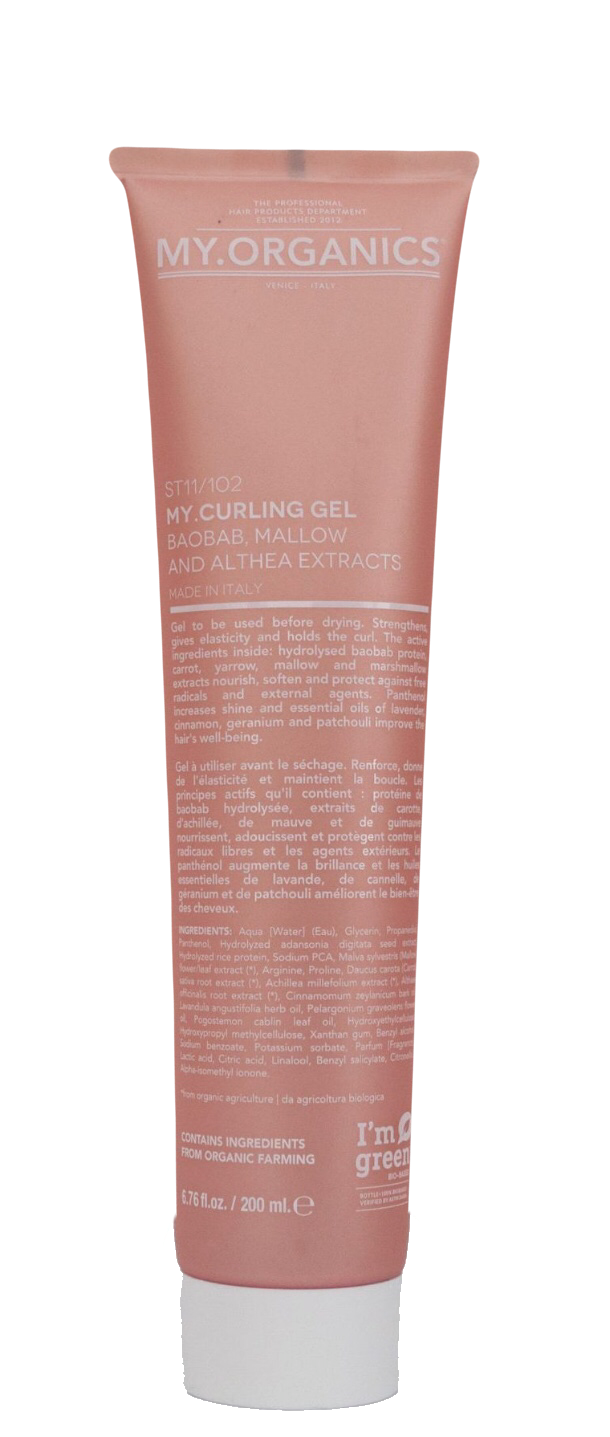 THE PROFESSIONAL
HAIR PRODUCTS DEPARTMENT
ESTABLISHED 2012
MY.ORGANICS
VENICE - ITALY
ST11/102
MY.CURLING GEL
BAOBAB, MALLOW
AND ALTHEA EXTRACTS
MADE IN ITALY
Gel to be used before drying. Strengthens,
gives elasticity and holds the curl. The active
ingredients inside: hydrolysed baobab protein,
carrot, yarrow, mallow and marshmallow
extracts nourish, soften and protect against free
radicals and external agents. Panthenol
increases shine and essential oils of lavender,
cinnamon, geranium and patchouli improve the
hair's well-being.
Gel à utiliser avant le séchage. Renforce, donne
de l'élasticité et maintient la boucle. Les
principes actifs qu'il contient : protéine de
baobab hydrolysée, extraits de carotte,
d'achillée, de mauve et de guimauve
nourrissent, adoucissent et protègent contre les
radicaux libres et les agents extérieurs. Le
panthénol augmente la brillance et les huiles
essentielles de lavande, de cannelle, de
géranium et de patchouli améliorent le bien-être
des cheveux.
INGREDIENTS: Aqua [Water] (Eau), Glycerin,
Panthenol, Hydrolyzed adansonia digitata seed extract,
Hydrolyzed rice protein, Sodium PCA, Malva sylvestris (Mallow)
flower/leaf extract (*), Arginine, Proline, Daucus carota (Carrot)
sativa root extract (*), Achillea millefolium extract (*),
officinalis root extract (*), Cinnamomum zeylanicum bark
Lavandula angustifolia herb oil, Pelargonium graveolens flower
oil, Pogostemon cablin leaf oil, Hydroxyethylcellulose,
Hydroxypropyl methylcellulose, Xanthan gum, Benzyl alcohol,
Sodium benzoate, Potassium sorbate, Parfum [Fragrance],
Lactic acid, Citric acid, Linalool, Benzyl salicylate,
Alpha-isomethyl ionone.
*from organic agriculture | da agricoltura biologica
CONTAINS INGREDIENTS
FROM ORGANIC FARMING
I'm
green
BIO-BASED
6.76 fl.oz. / 200 ml. e